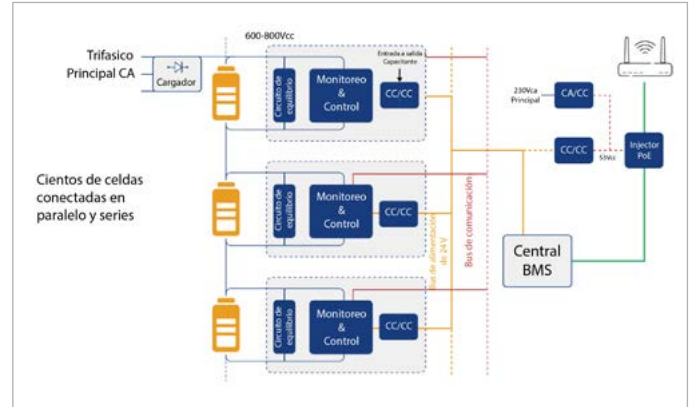 600-800Vcc
Trifasico
Principal CA
Cargador
Circuito de
equilibrio
Monitoreo
&
Control
Entrada a salida
Capacitante
CC/CC
230Vca
Principal
CA/CC
CC/CC
53Vcc
Injector
PoE
Cientos de celdas
conectadas en
paralelo y series
Circuito de
equilibrio
Monitoreo
&
Control
CC/CC
Bus de alimentación
de 24 V
Bus de comunicación
Central
BMS
Circuito de
equilibrio
Monitoreo
&
Control
CC/CC